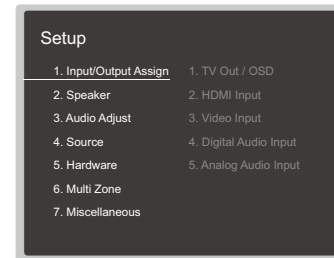 Setup
1. Input/Output Assign
2. Speaker
3. Audio Adjust
4. Source
5. Hardware
6. Multi Zone
7. Miscellaneous
1. TV Out / OSD
2. HDMI Input
3. Video Input
4. Digital Audio Input
5. Analog Audio Input